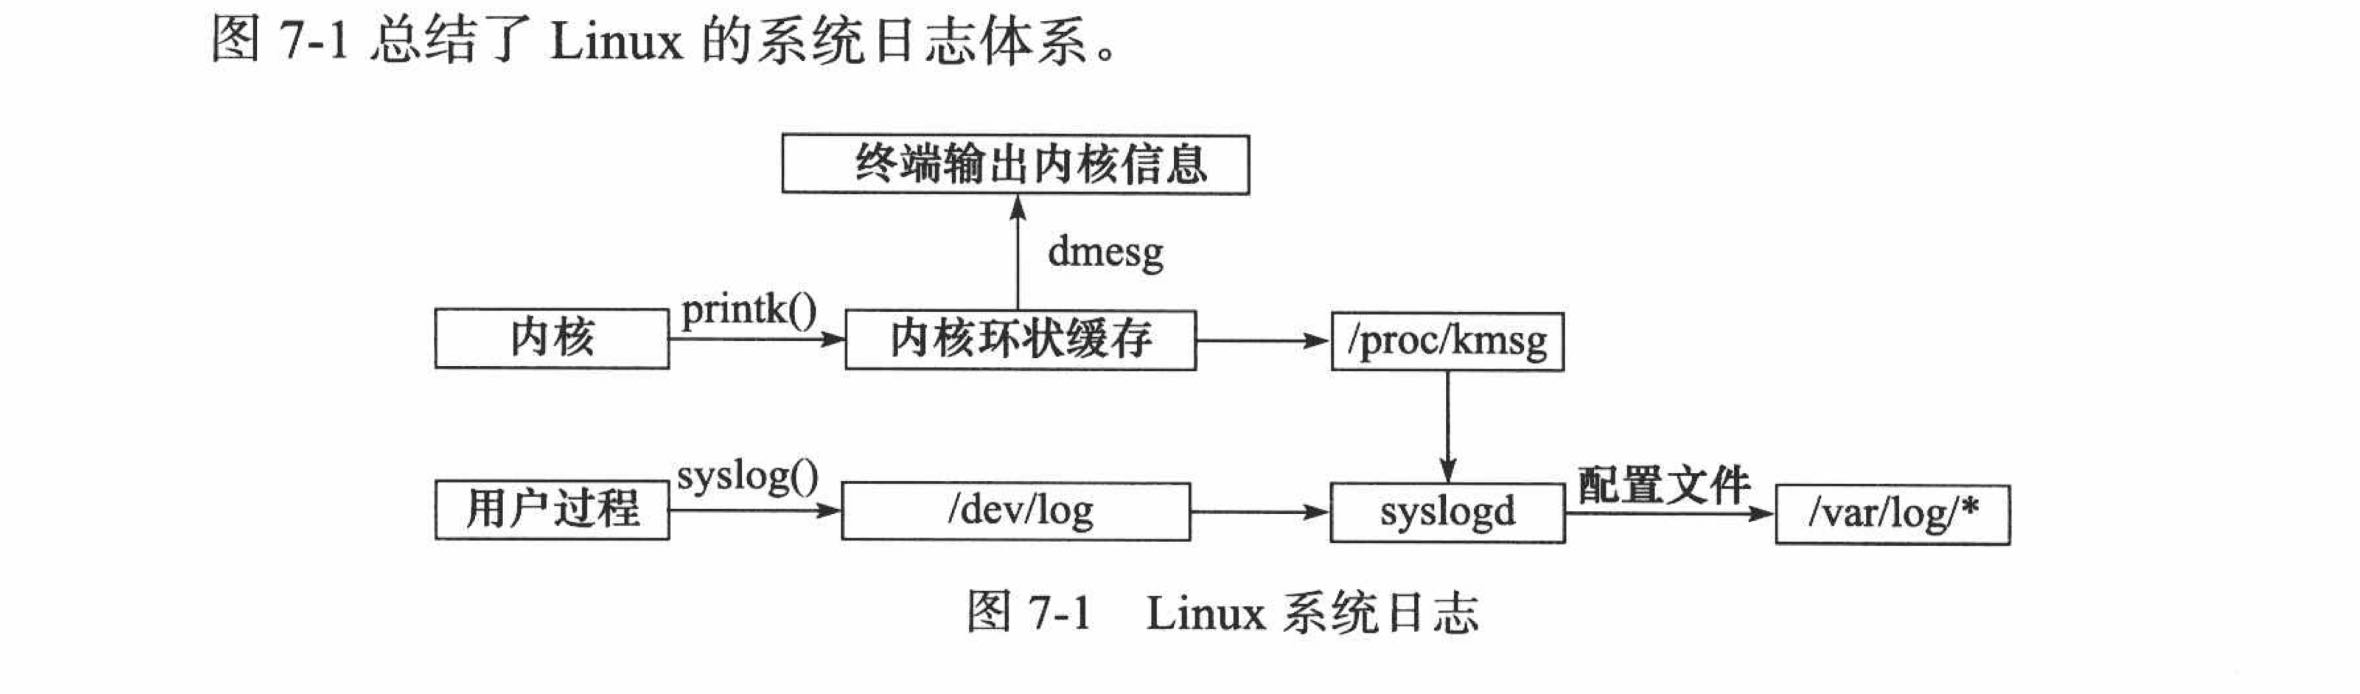 图 7-1 总结了 Linux 的系统日志体系。
终端输出内核信息
dmesg
内核
printk()
内核环状缓存
/proc/kmsg
用户过程
syslog()
/dev/log
syslogd
配置文件
/var/log/*
图 7-1 Linux 系统日志